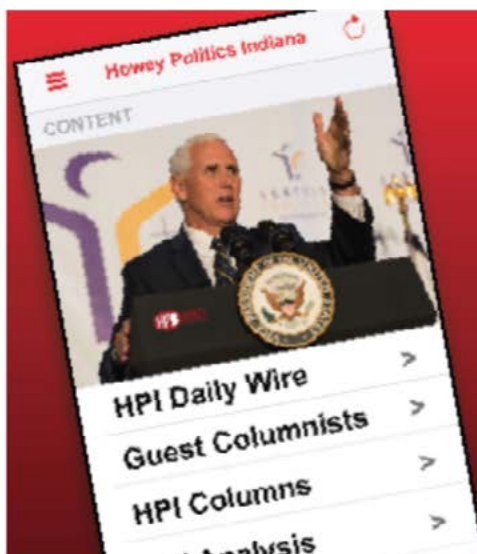 Howey Politics Indiana
CONTENT
HPI Daily Wire
>
Guest Columnists
>
HPI Columns
>
Analysis
>